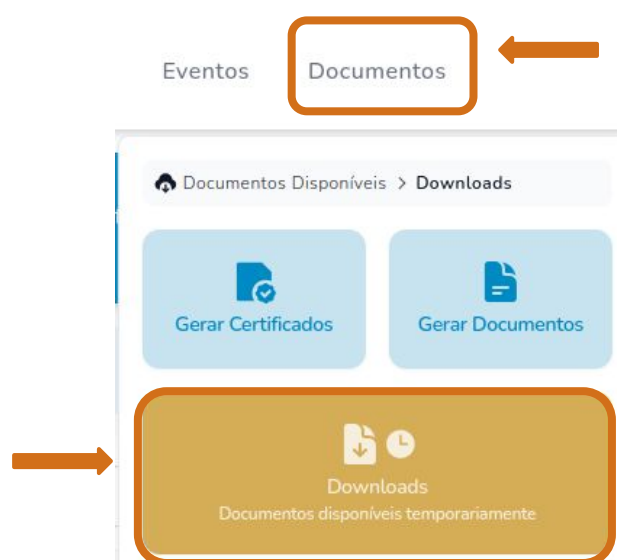 Eventos Documentos
Documentos Disponíveis > Downloads
Gerar Certificados Gerar Documentos
Downloads
Documentos disponíveis temporariamente